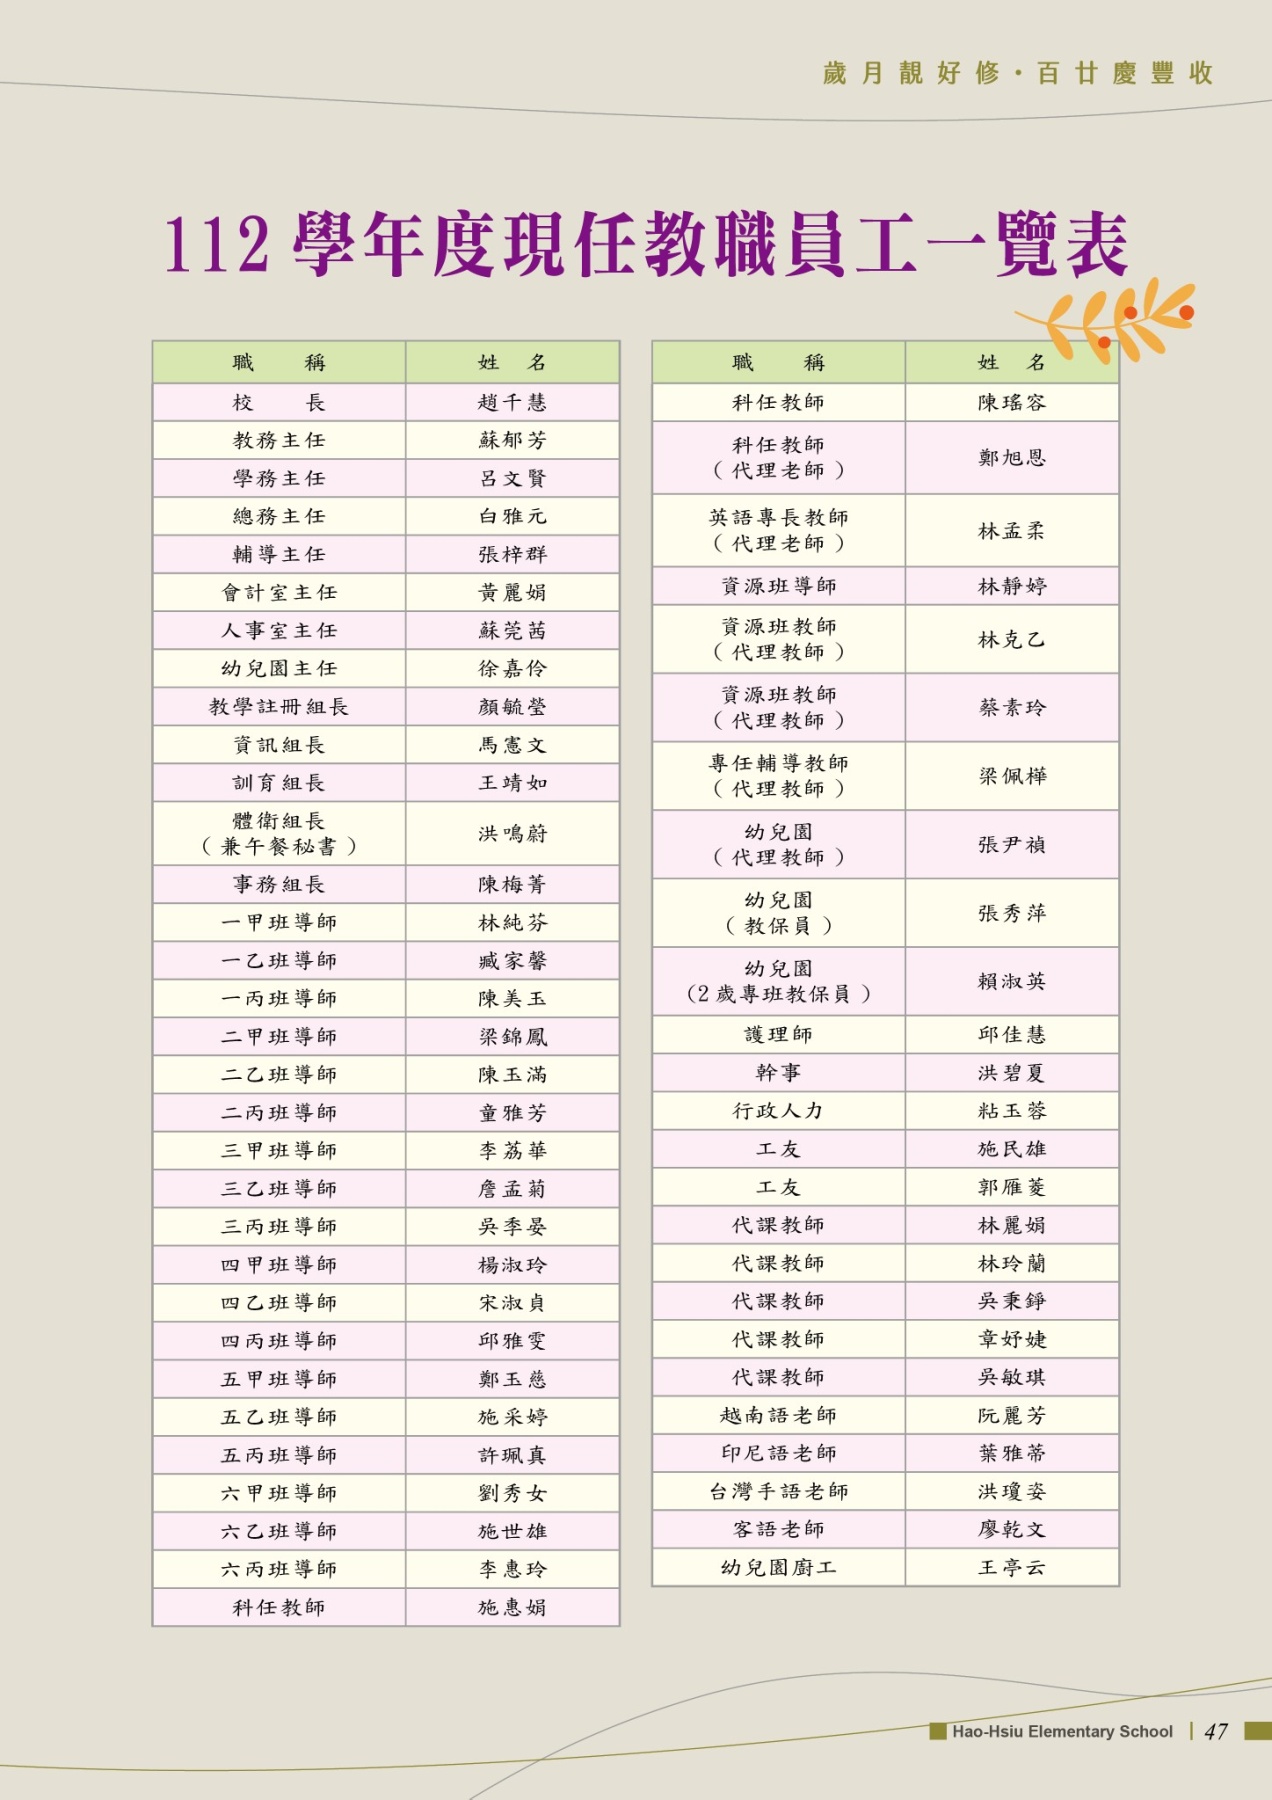 歲月靚好修・百廿慶豐收
112 學年度現任教職員工一覽表
職　稱 姓　名
校　長 趙千慧
教務主任 蘇郁芳
學務主任 呂文賢
總務主任 白雅元
輔導主任 張梓群
會計室主任 黃麗娟
人事室主任 蘇莞茜
幼兒園主任 徐嘉伶
教學註冊組長 顏毓瑩
資訊組長 馬憲文
訓育組長 王靖如
體衛組長
（兼午餐秘書） 洪鳴蔚
事務組長 陳梅菁
一甲班導師 林純芬
一乙班導師 臧家馨
一丙班導師 陳美玉
二甲班導師 梁錦鳳
二乙班導師 陳玉滿
二丙班導師 童雅芳
三甲班導師 李荔華
三乙班導師 詹孟菊
三丙班導師 吳季晏
四甲班導師 楊淑玲
四乙班導師 宋淑貞
四丙班導師 邱雅雯
五甲班導師 鄭玉慈
五乙班導師 施采婷
五丙班導師 許珮真
六甲班導師 劉秀女
六乙班導師 施世雄
六丙班導師 李惠玲
科任教師 施惠娟
職　稱 姓　名
科任教師 陳瑤容
科任教師
（代理老師） 鄭旭恩
英語專長教師
（代理老師） 林孟柔
資源班導師 林靜婷
資源班教師
（代理教師） 林克乙
資源班教師
（代理教師） 蔡素玲
專任輔導教師
（代理教師） 梁佩樺
幼兒園
（代理教師） 張尹禎
幼兒園
（教保員） 張秀萍
幼兒園
（2 歲專班教保員） 賴淑英
護理師 邱佳慧
幹事 洪碧夏
行政人力 粘玉蓉
工友 施民雄
工友 郭雁菱
代課教師 林麗娟
代課教師 林玲蘭
代課教師 吳秉錚
代課教師 章妤婕
代課教師 吳敏琪
越南語老師 阮麗芳
印尼語老師 葉雅蒂
台灣手語老師 洪瓊姿
客語老師 廖乾文
幼兒園廚工 王亭云
Hao-Hsiu Elementary School | 47